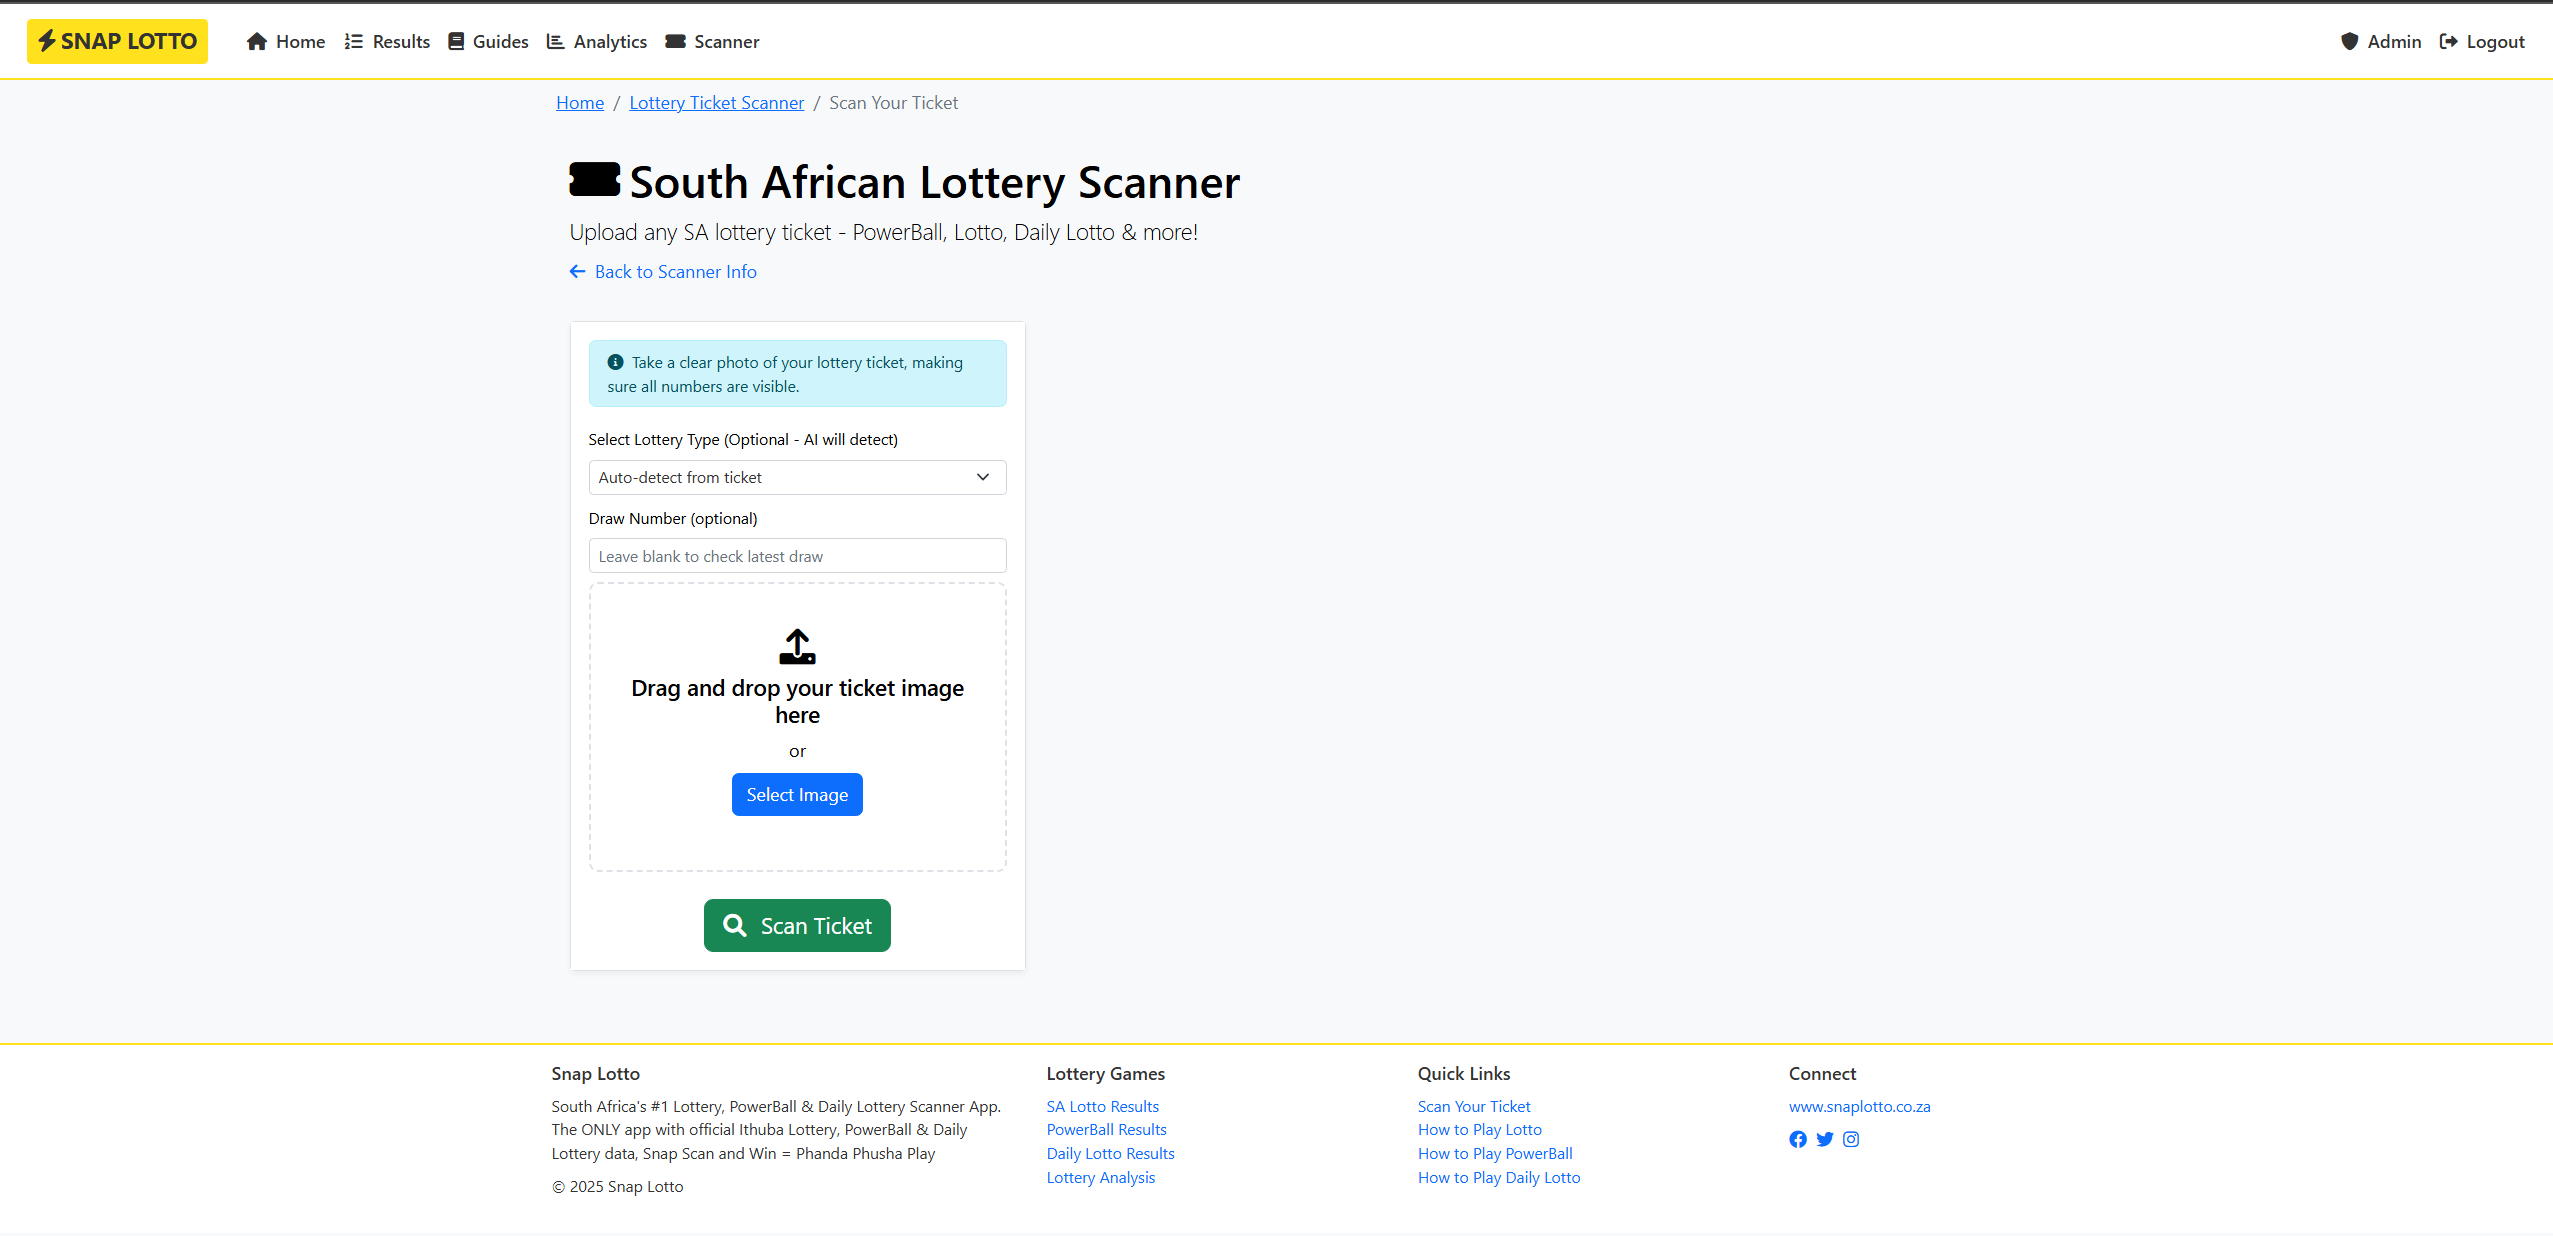 SNAP LOTTO
Home Results Guides Analytics Scanner
Admin Logout
Home / Lottery Ticket Scanner / Scan Your Ticket
South African Lottery Scanner
Upload any SA lottery ticket - PowerBall, Lotto, Daily Lotto & more!
Back to Scanner Info
Take a clear photo of your lottery ticket, making
sure all numbers are visible.
Select Lottery Type (Optional - AI will detect)
Auto-detect from ticket
Draw Number (optional)
Leave blank to check latest draw
Drag and drop your ticket image
here
or
Select Image
Scan Ticket
Snap Lotto
South Africa's #1 Lottery, PowerBall & Daily Lottery Scanner App.
The ONLY app with official Ithuba Lottery, PowerBall & Daily
Lottery data, Snap Scan and Win = Phanda Phusha Play
© 2025 Snap Lotto
Lottery Games
SA Lotto Results
PowerBall Results
Daily Lotto Results
Lottery Analysis
Quick Links
Scan Your Ticket
How to Play Lotto
How to Play PowerBall
How to Play Daily Lotto
Connect
www.snaplotto.co.za